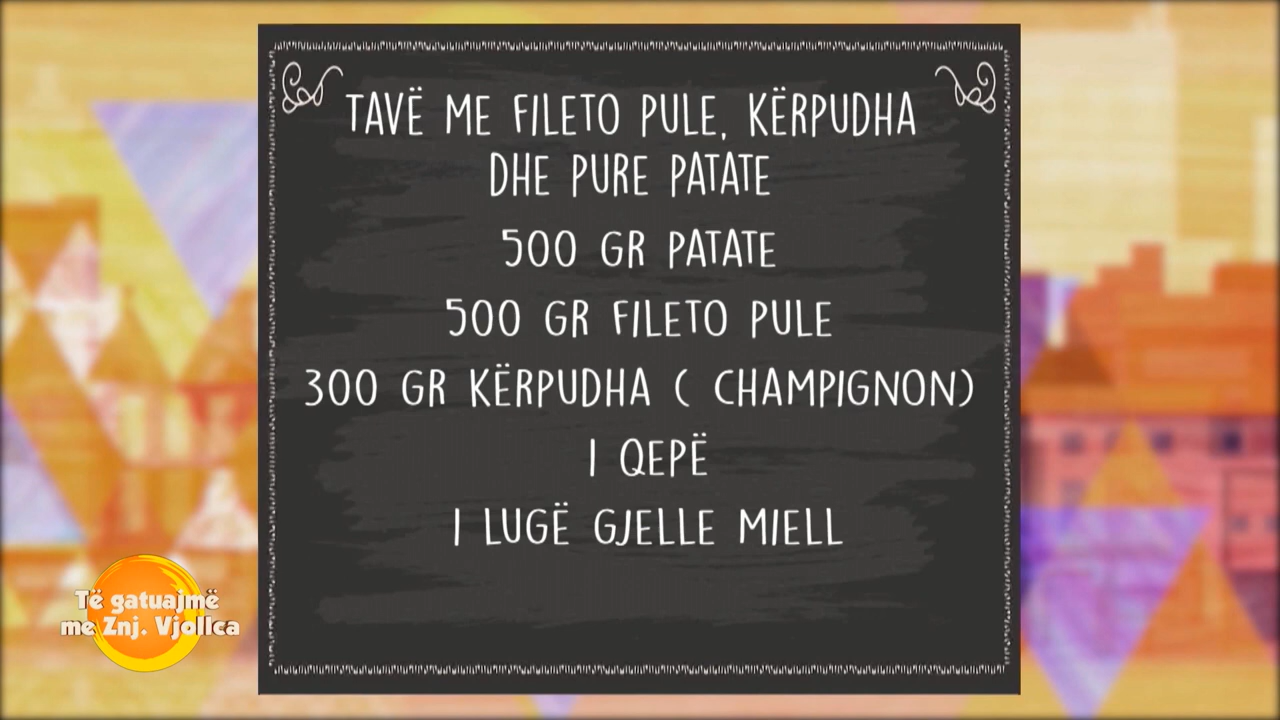 TAVË ME FILETO PULE, KËRPUDHA
DHE PURE PATATE
500 GR PATATE
500 GR FILETO PULE
300 GR KËRPUDHA ( CHAMPIGNON)
1 QEPË
1 LUGË GJELLE MIELL
Të gatuajmë
me Znj. Vjollca